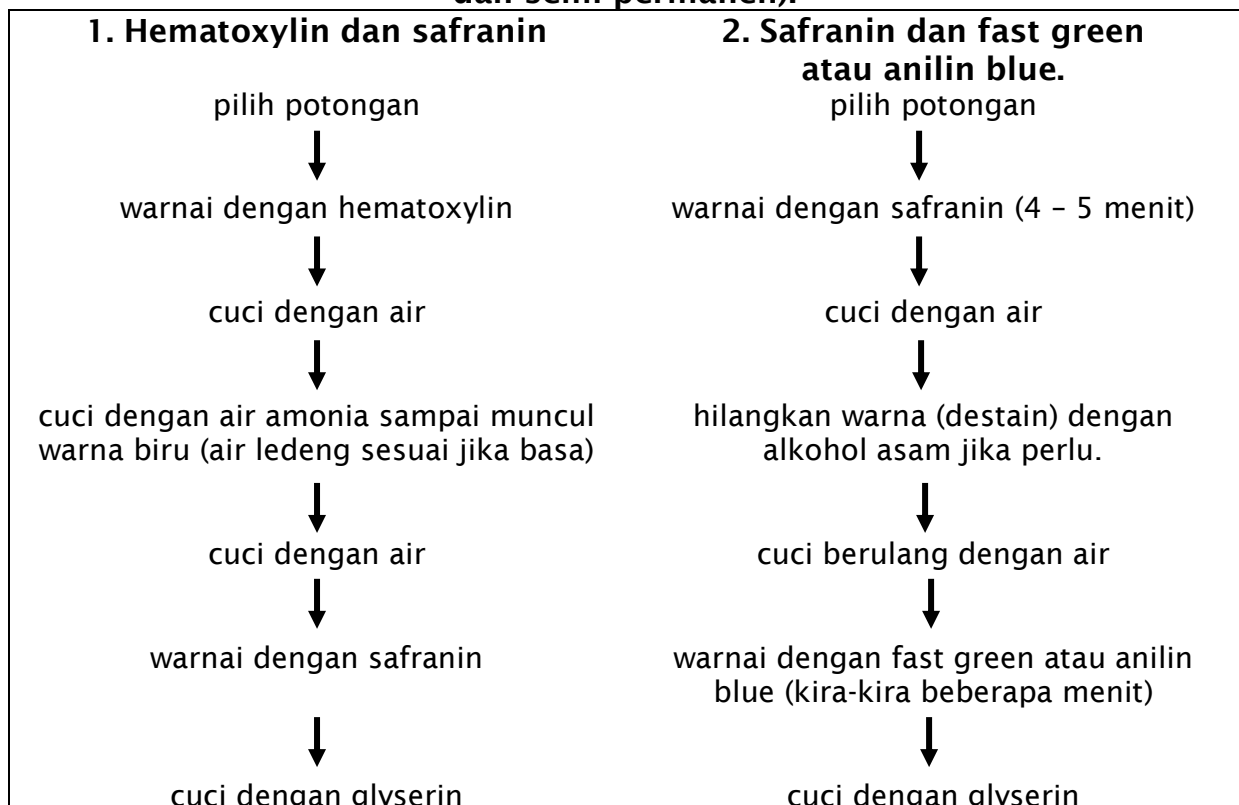 1. Hematoxylin dan safranin
pilih potongan
warnai dengan hematoxylin
cuci dengan air
cuci dengan air amonia sampai muncul
warna biru (air ledeng sesuai jika basa)
cuci dengan air
warnai dengan safranin
cuci dengan glyserin
2. Safranin dan fast green
atau anilin blue.
pilih potongan
warnai dengan safranin (4 – 5 menit)
cuci dengan air
hilangkan warna (destain) dengan
alkohol asam jika perlu.
cuci berulang dengan air
warnai dengan fast green atau anilin
blue (kira-kira beberapa menit)
cuci dengan glyserin